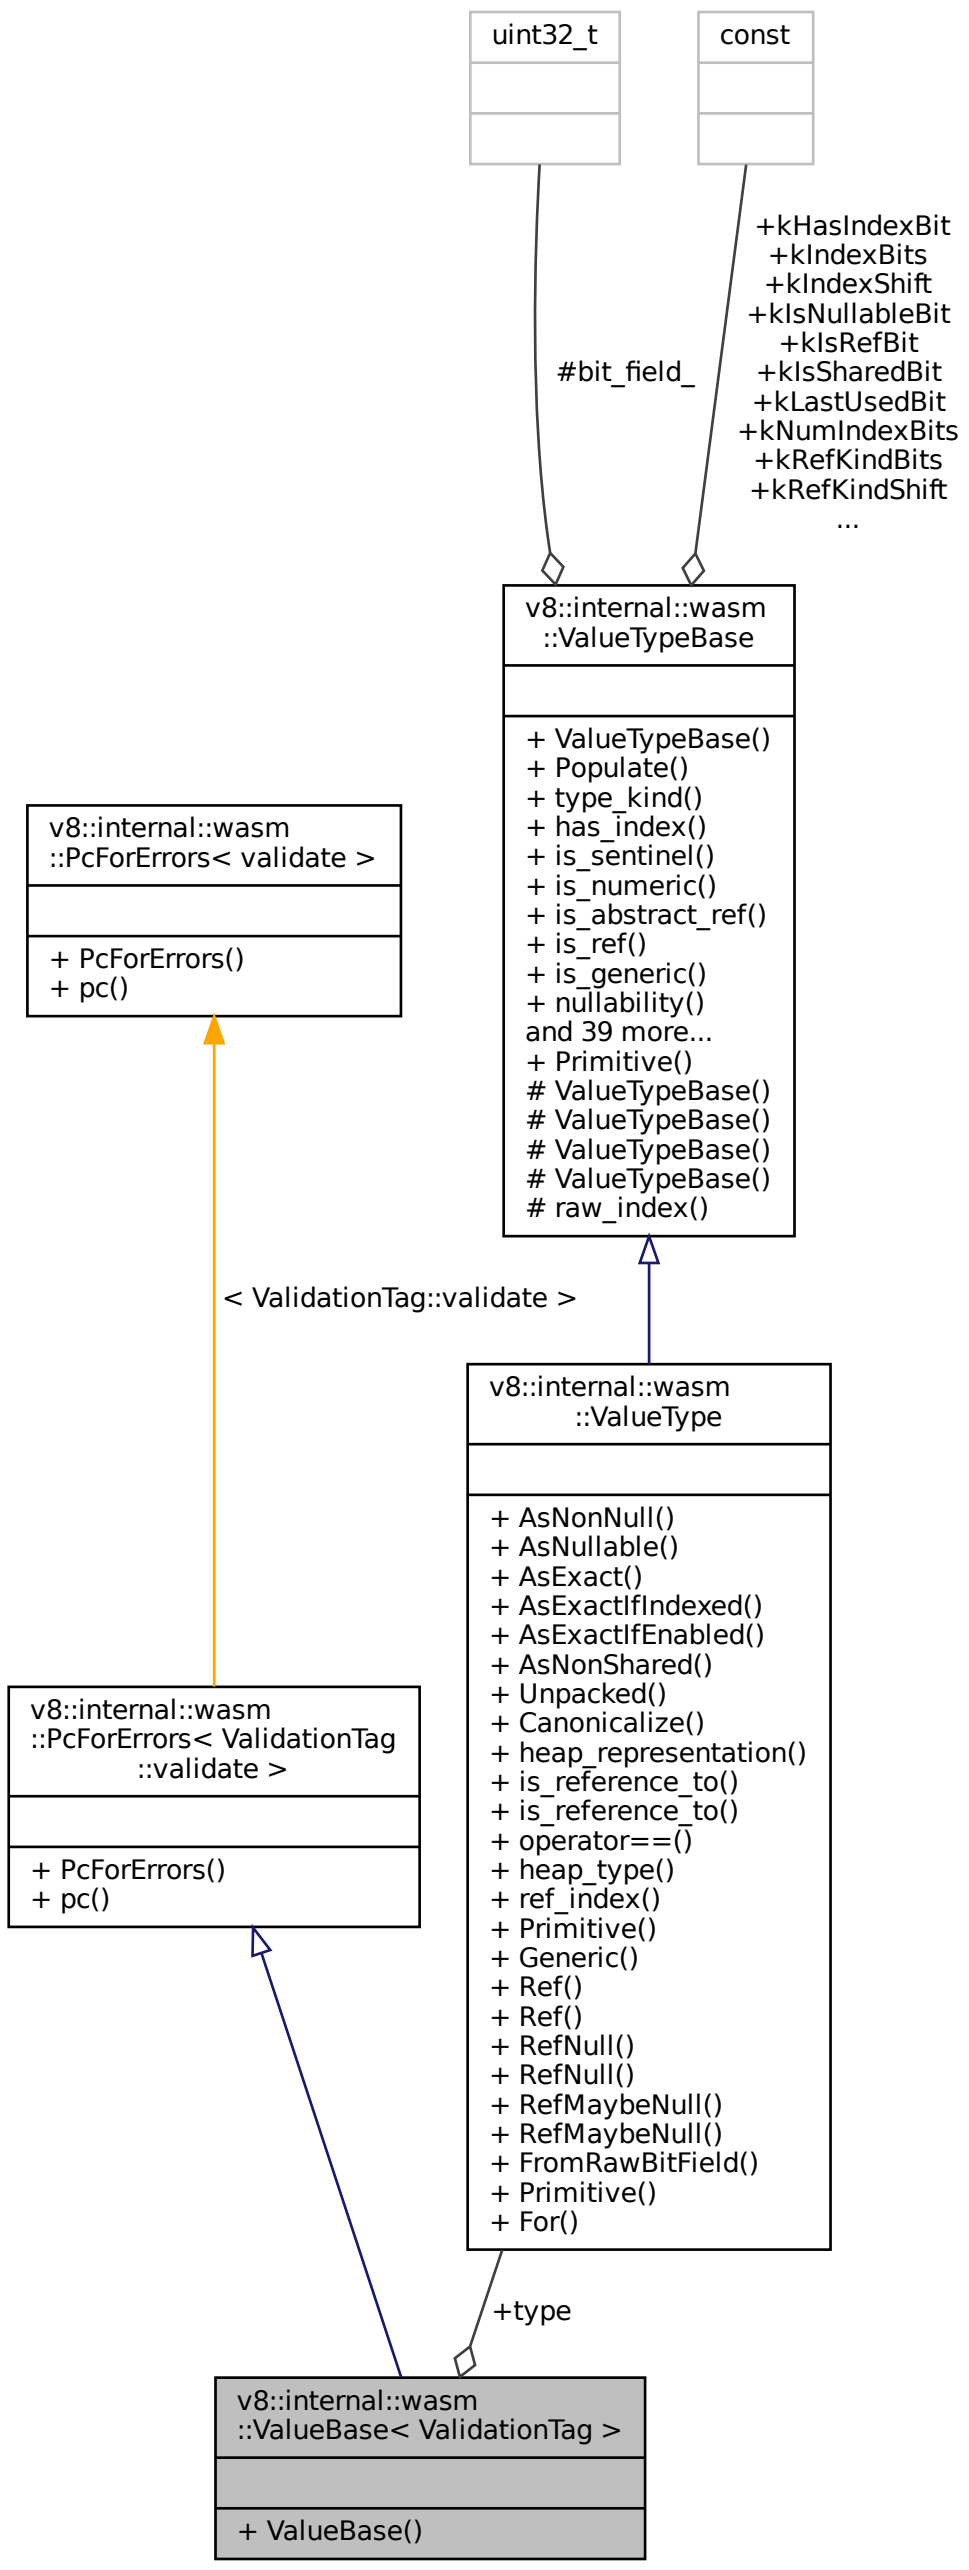 uint32_t
const
+kHasIndexBit
+kIndexBits
+kIndexShift
+kIsNullableBit
+kIsRefBit
+kIsSharedBit
+kLastUsedBit
+kNumIndexBits
+kRefKindBits
+kRefKindShift
...
#bit_field_
v8::internal::wasm
::ValueTypeBase
+ ValueTypeBase()
+ Populate()
+ type_kind()
+ has_index()
+ is_sentinel()
+ is_numeric()
+ is_abstract_ref()
+ is_ref()
+ is_generic()
+ nullability()
and 39 more...
+ Primitive()
# ValueTypeBase()
# ValueTypeBase()
# ValueTypeBase()
# ValueTypeBase()
# raw_index()
v8::internal::wasm
::PcForErrors< validate >
+ PcForErrors()
+ pc()
< ValidationTag::validate >
v8::internal::wasm
::ValueType
+ AsNonNull()
+ AsNullable()
+ AsExact()
+ AsExactIfIndexed()
+ AsExactIfEnabled()
+ AsNonShared()
+ Unpacked()
+ Canonicalize()
+ heap_representation()
+ is_reference_to()
+ is_reference_to()
+ operator==()
+ heap_type()
+ ref_index()
+ Primitive()
+ Generic()
+ Ref()
+ Ref()
+ RefNull()
+ RefNull()
+ RefMaybeNull()
+ RefMaybeNull()
+ FromRawBitField()
+ Primitive()
+ For()
v8::internal::wasm
::PcForErrors< ValidationTag
::validate >
+ PcForErrors()
+ pc()
+type
v8::internal::wasm
::ValueBase< ValidationTag >
+ ValueBase()